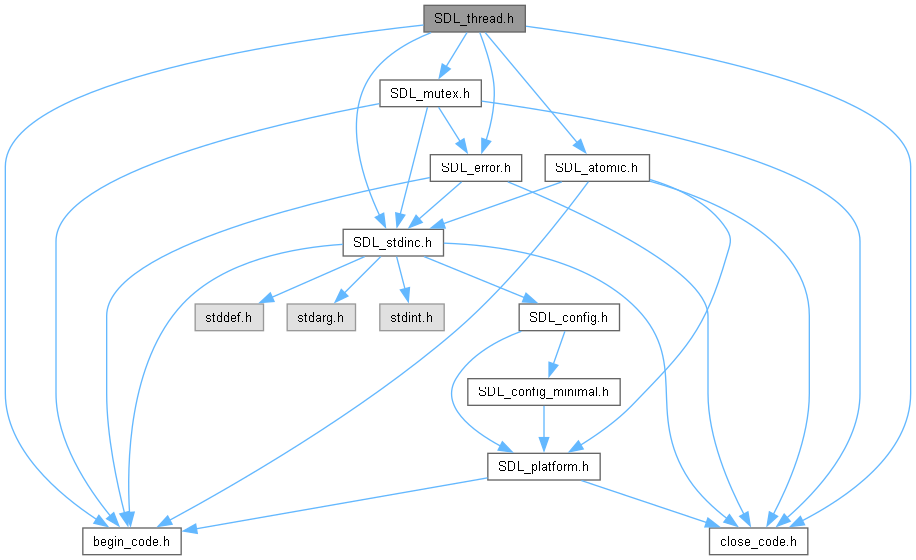 SDL_thread.h
SDL_mutex.h
SDL_error.h
SDL_atomic.h
SDL_stdinc.h
stddef.h
stdarg.h
stdint.h
SDL_config.h
SDL_config_minimal.h
SDL_platform.h
begin_code.h
close_code.h